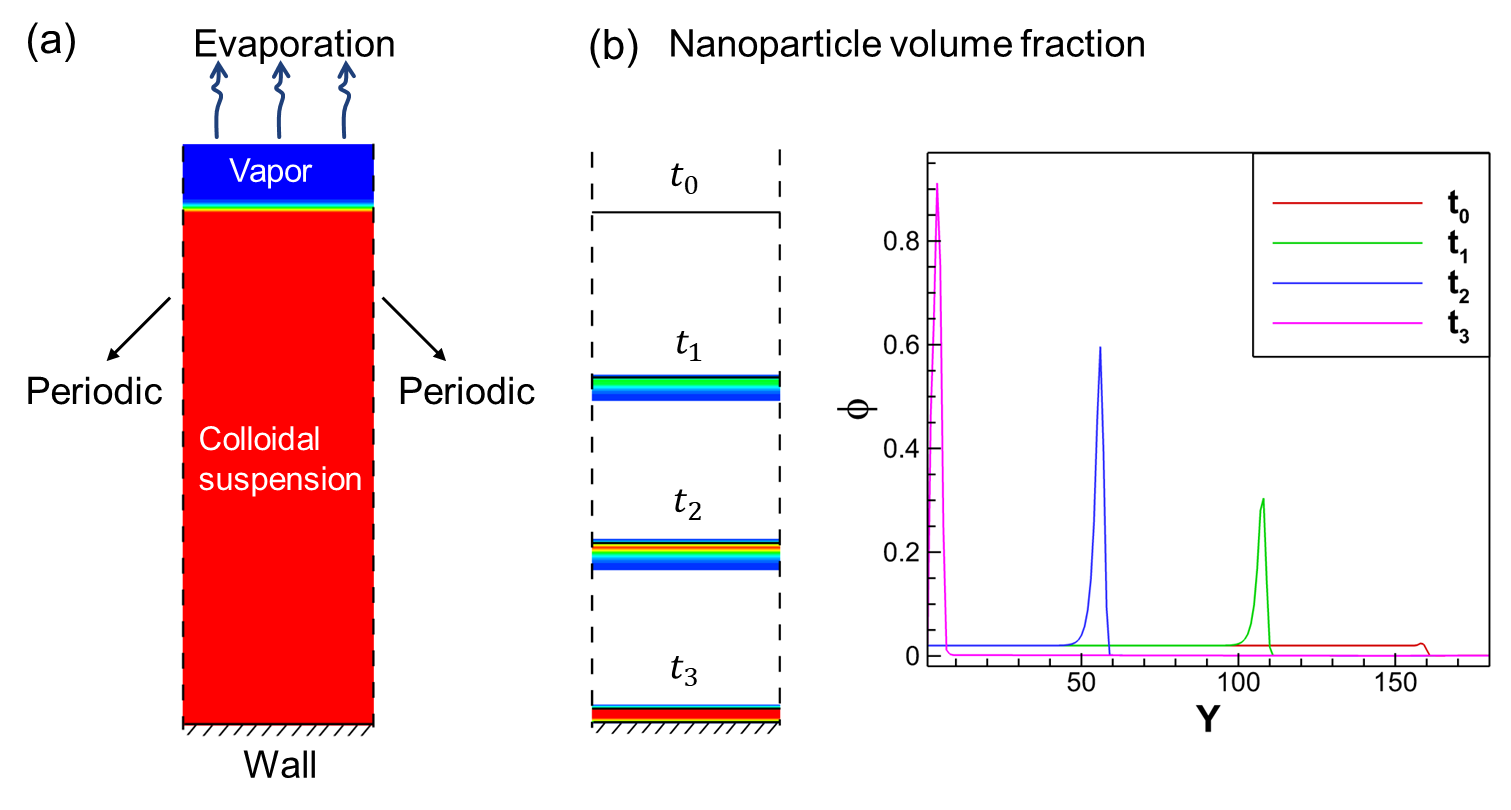 (a)
Evaporation
Vapor
Periodic
Periodic
Colloidal
suspension
Wall
(b) Nanoparticle volume fraction
t₀
t₁
t₂
t₃
ϕ
0.8
0.6
0.4
0.2
0
50
100
150
Y
t₀
t₁
t₂
t₃